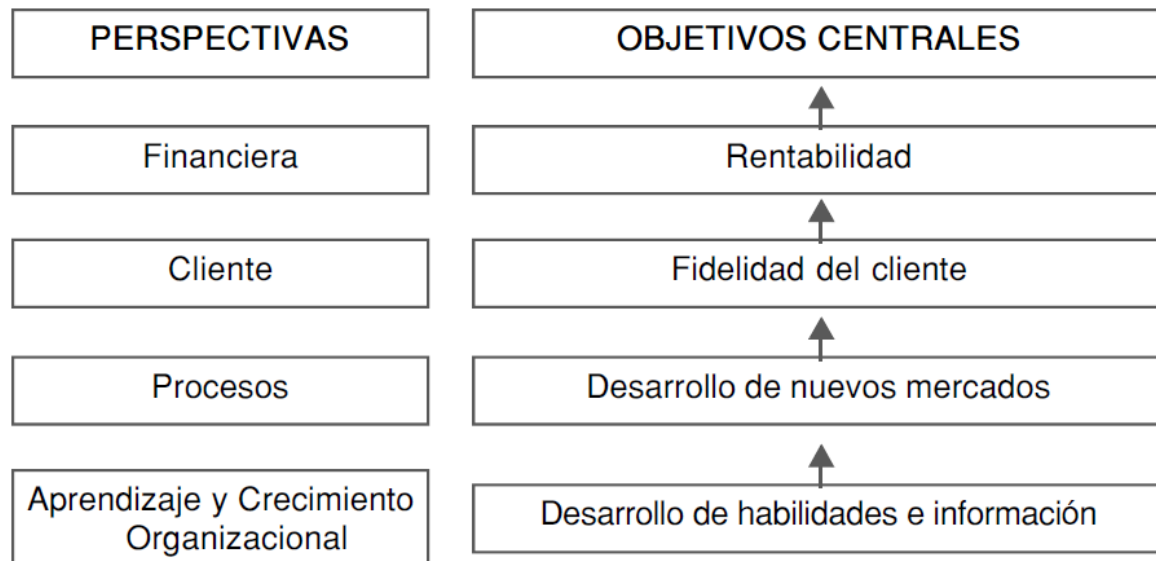 PERSPECTIVAS
OBJETIVOS CENTRALES
Financiera
Rentabilidad
Cliente
Fidelidad del cliente
Procesos
Desarrollo de nuevos mercados
Aprendizaje y Crecimiento
Organizacional
Desarrollo de habilidades e información